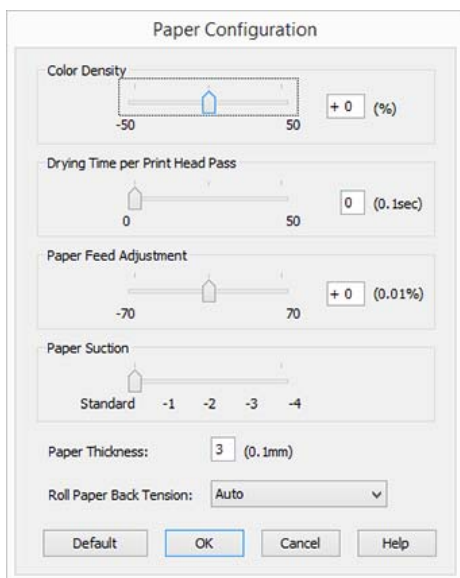 Paper Configuration
Color Density
-50 50 + 0 (%)
Drying Time per Print Head Pass
0 50 0 (0.1sec)
Paper Feed Adjustment
-70 70 + 0 (0.01%)
Paper Suction
Standard -1 -2 -3 -4
Paper Thickness: 3 (0.1mm)
Roll Paper Back Tension: Auto
Default OK Cancel Help